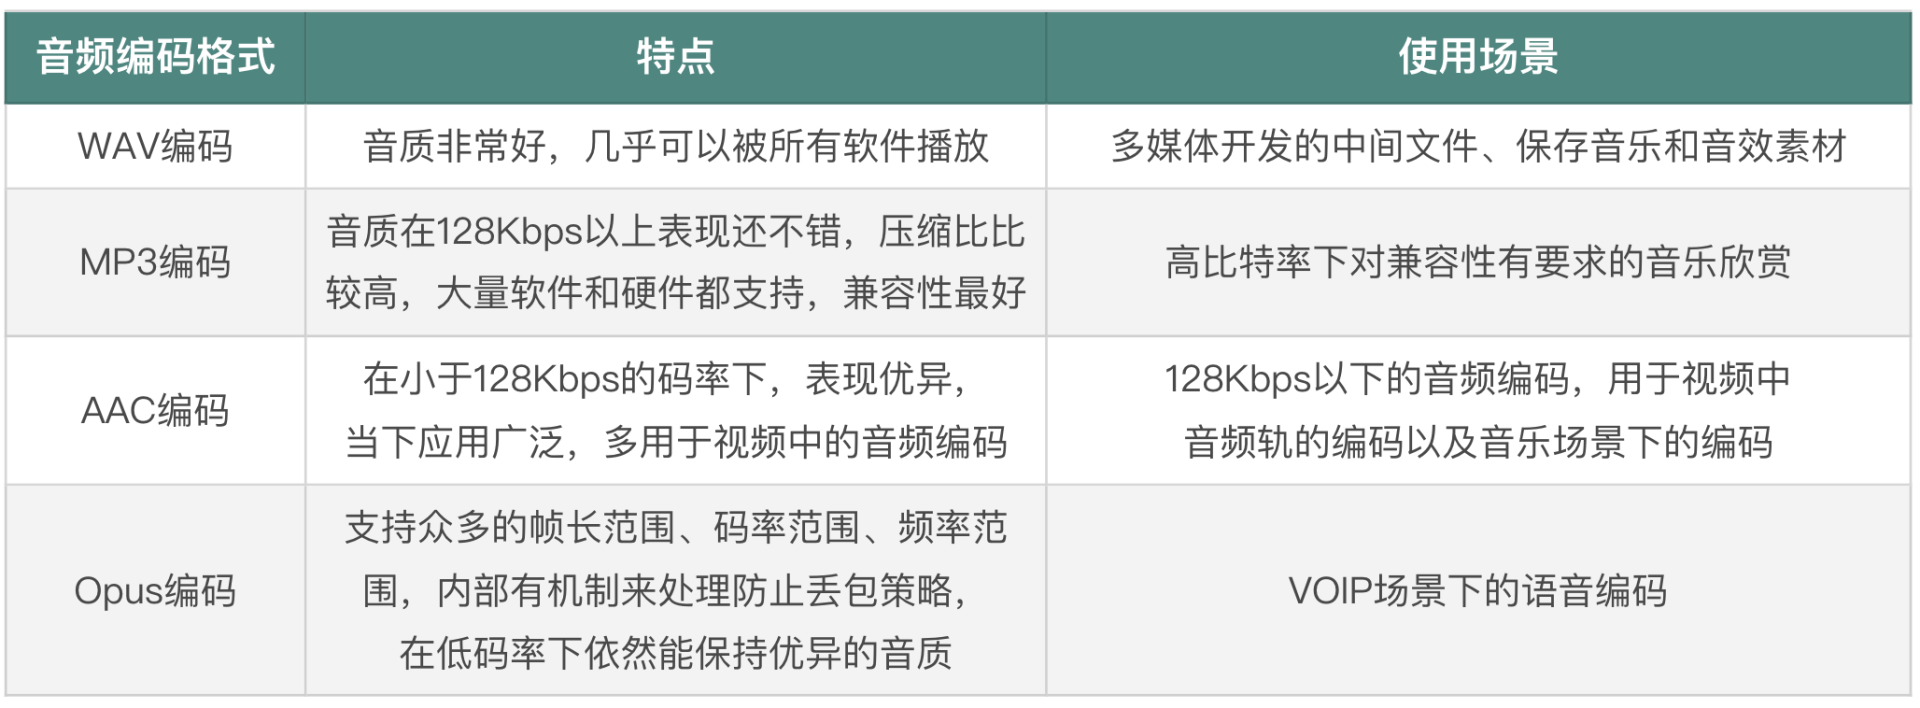 音频编码格式
特点
使用场景
WAV编码
音质非常好，几乎可以被所有软件播放
多媒体开发的中间文件、保存音乐和音效素材
MP3编码
音质在128Kbps以上表现还不错，压缩比比
较高，大量软件和硬件都支持，兼容性最好
高比特率下对兼容性有要求的音乐欣赏
AAC编码
在小于128Kbps的码率下，表现优异，
当下应用广泛，多用于视频中的音频编码
128Kbps以下的音频编码，用于视频中
音频轨的编码以及音乐场景下的编码
Opus编码
支持众多的帧长范围、码率范围、频率范
围，内部有机制来处理防止丢包策略，
在低码率下依然能保持优异的音质
VOIP场景下的语音编码